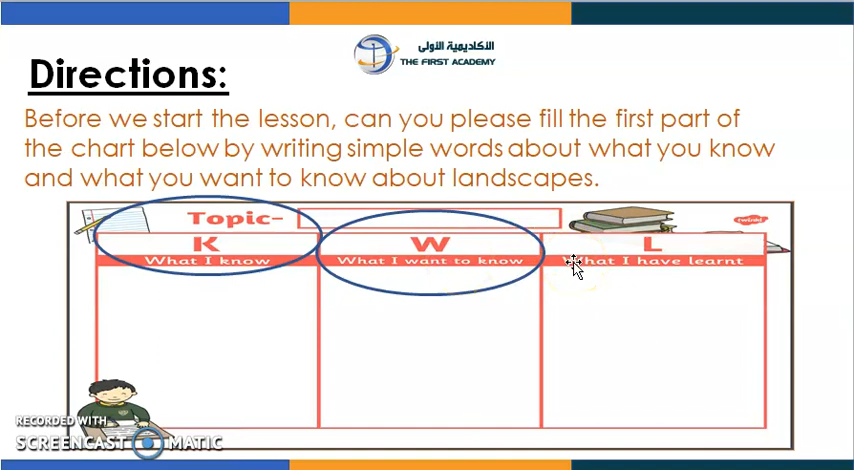 الأكاديمية الأولى
THE FIRST ACADEMY
Directions:
Before we start the lesson, can you please fill the first part of
the chart below by writing simple words about what you know
and what you want to know about landscapes.
Topic-
twinkl
K
W
L
What I know
What I want to know
What I have learnt
RECORDED WITH
SCREENCAST MATIC